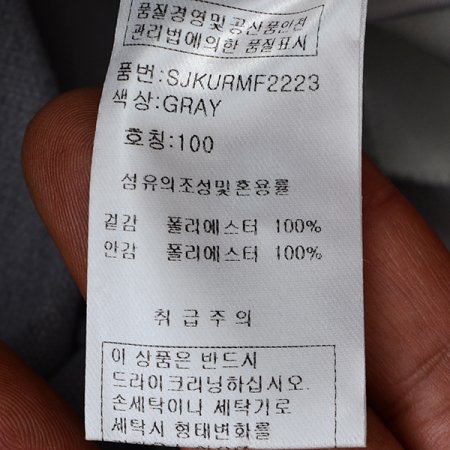 품질경영및공산품안전
관리법에의한 품질표시
품번:SJKURMF2223
색상:GRAY
호칭:100
섬유의조성및혼용률
겉감 폴리에스터 100%
안감 폴리에스터 100%
취급주의
이 상품은 반드시
드라이크리닝하십시오.
손세탁이나 세탁기로
세탁시 형태변화를